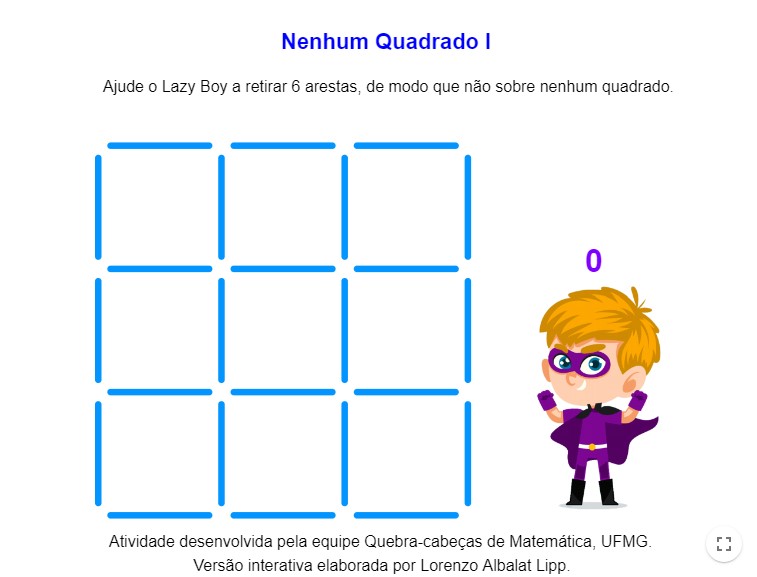 Nenhum Quadrado I
Ajude o Lazy Boy a retirar 6 arestas, de modo que não sobre nenhum quadrado.
0
Atividade desenvolvida pela equipe Quebra-cabeças de Matemática, UFMG.
Versão interativa elaborada por Lorenzo Albalat Lipp.